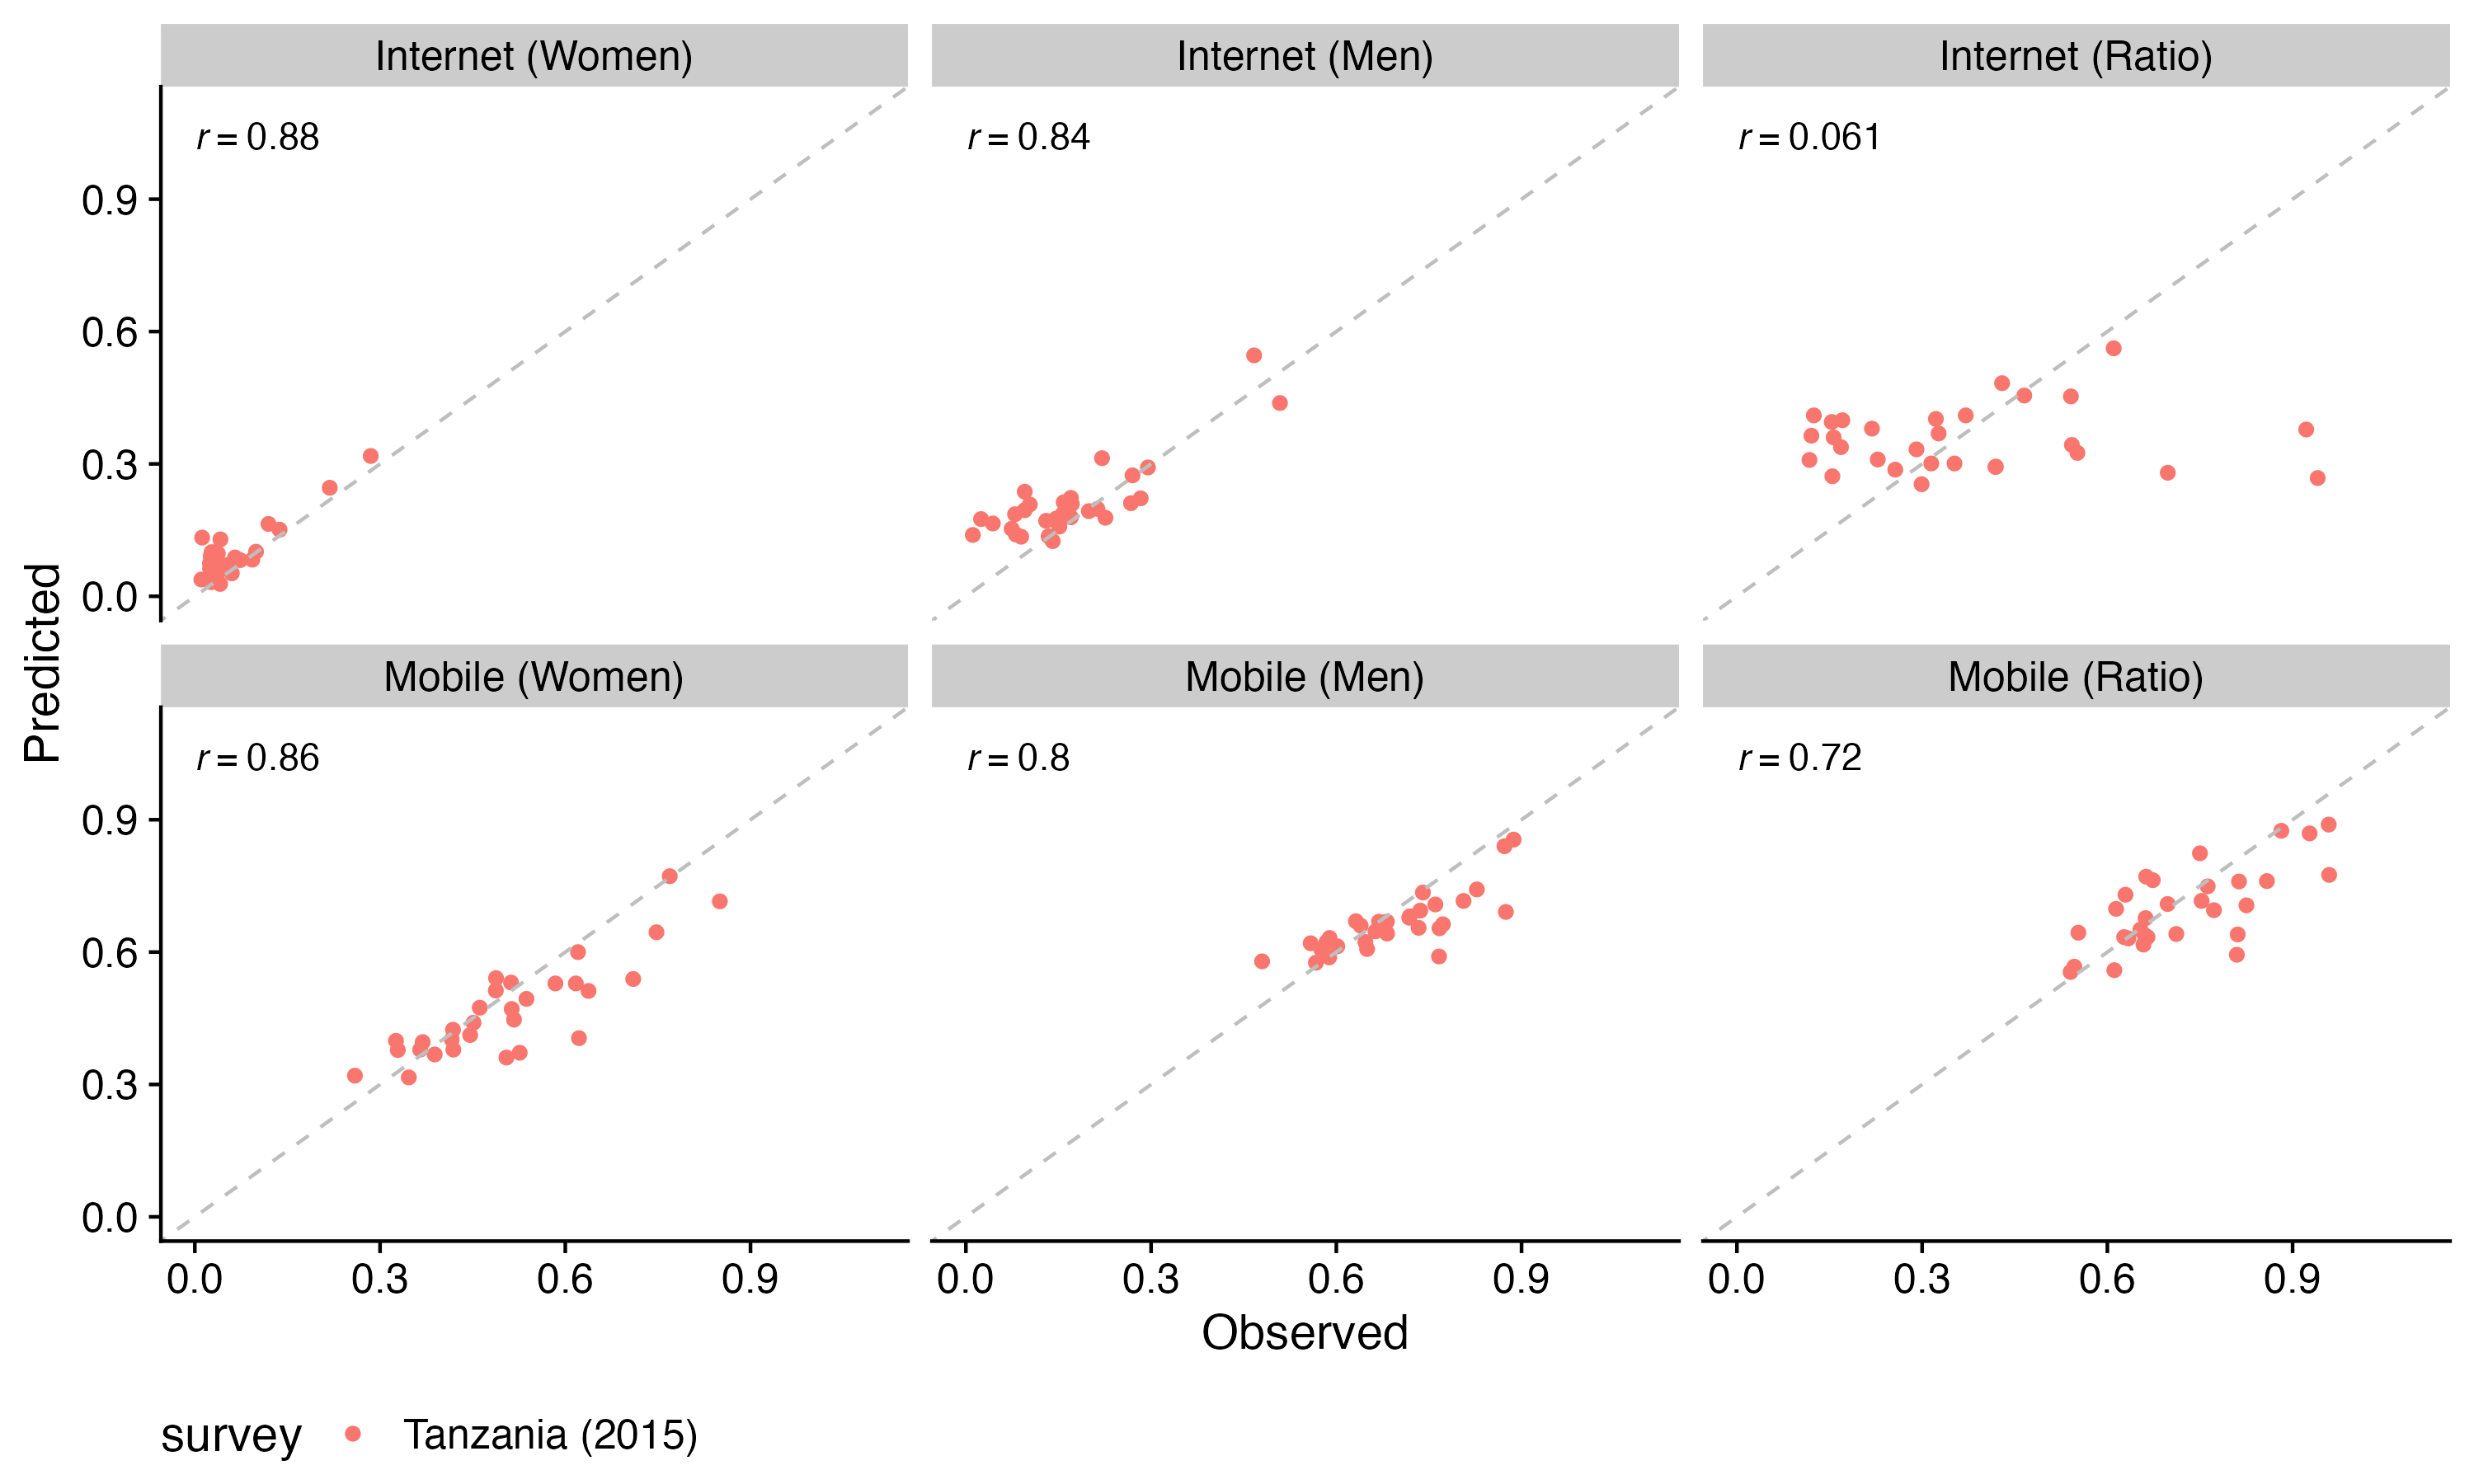 Internet (Women) Internet (Men) Internet (Ratio)
r = 0.88 r = 0.84 r = 0.061
0.9
0.6
0.3
0.0
Predicted
Mobile (Women) Mobile (Men) Mobile (Ratio)
r = 0.86 r = 0.8 r = 0.72
0.9
0.6
0.3
0.0
0.0 0.3 0.6 0.9 0.0 0.3 0.6 0.9 0.0 0.3 0.6 0.9
Observed
survey Tanzania (2015)